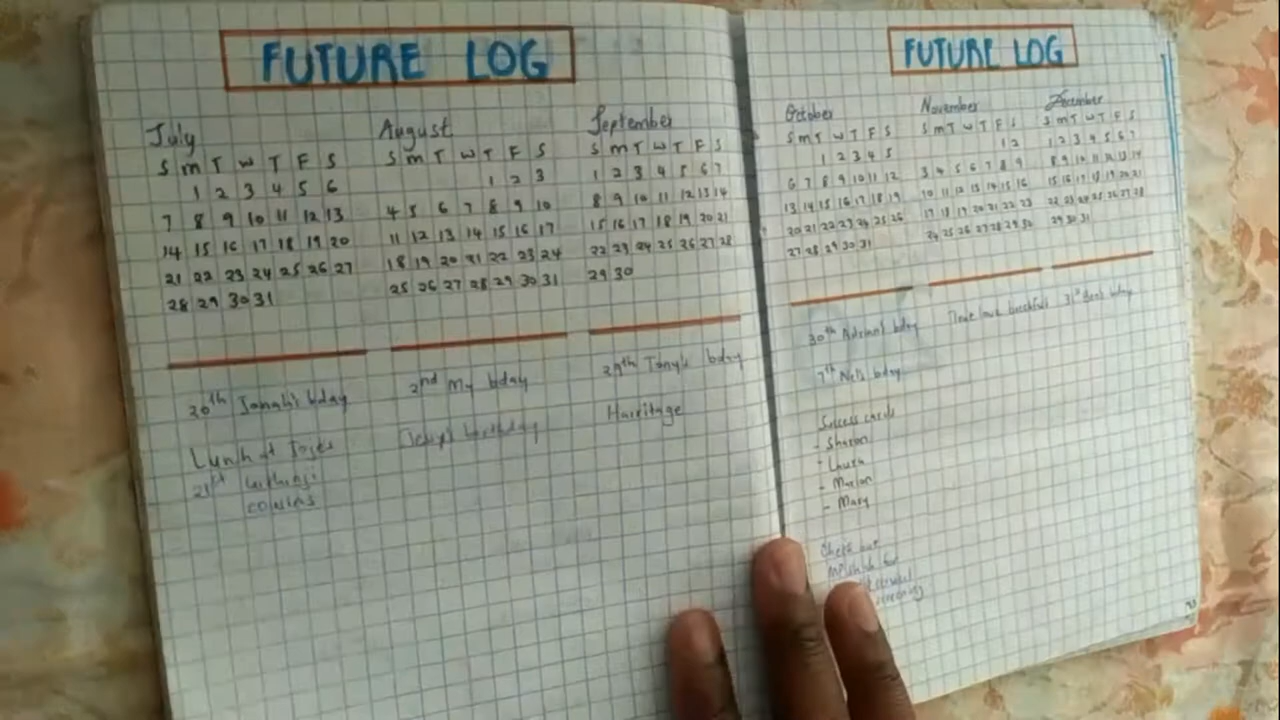 FUTURE LOG
July
S M T W T F S
1 2 3 4 5 6
7 8 9 10 11 12 13
14 15 16 17 18 19 20
21 22 23 24 25 26 27
28 29 30 31
August
S M T W T F S
1 2 3
4 5 6 7 8 9 10
11 12 13 14 15 16 17
18 19 20 21 22 23 24
25 26 27 28 29 30 31
September
S M T W T F S
1 2 3 4 5 6 7
8 9 10 11 12 13 14
15 16 17 18 19 20 21
22 23 24 25 26 27 28
29 30
20th bday
Lunch at
21st
cousins
2nd My bday
birthday
Tony's bday
Harritage
FUTURE LOG
October
S M T W T F S
1 2 3 4 5
6 7 8 9 10 11 12
13 14 15 16 17 18 19
20 21 22 23 24 25 26
27 28 29 30 31
November
S M T W T F S
1 2
3 4 5 6 7 8 9
10 11 12 13 14 15 16
17 18 19 20 21 22 23
24 25 26 27 28 29 30
December
S M T W T F S
1 2 3 4 5 6 7
8 9 10 11 12 13 14
15 16 17 18 19 20 21
22 23 24 25 26 27 28
29 30 31
30th Adrian's bday
7th bday
Success cards
- Sharon
- Laura
- Marion
- Mary
Check out
for
31st Ben's bday